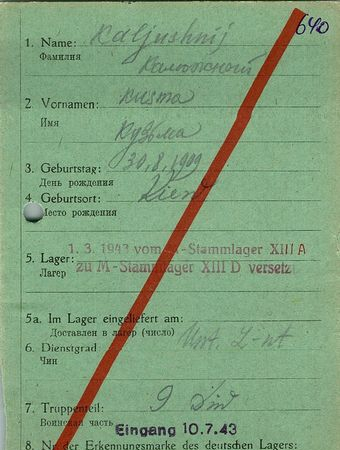 640
1. Name: Kaljushnij
Фамилия Калюжный
2 Vornamen: Kusma
Имя Кузьма
3. Geburtstag: 30.8.1909
День рождения
4. Geburtsort: Kiew
Место рождения
1. 3. 1943 vom M-Stammlager XIII A
5. Lager: zu M-Stammlager XIII D versetzt
Лагерь
5a. Im Lager eingeliefert am:
Доставлен в лагерь (число)
6. Dienstgrad: Unt. L-nt
Чин
7. Truppenteil: 9
Воинская часть
Eingang 10.7.43
8. Nr. der Erkennungsmarke des deutschen Lagers: